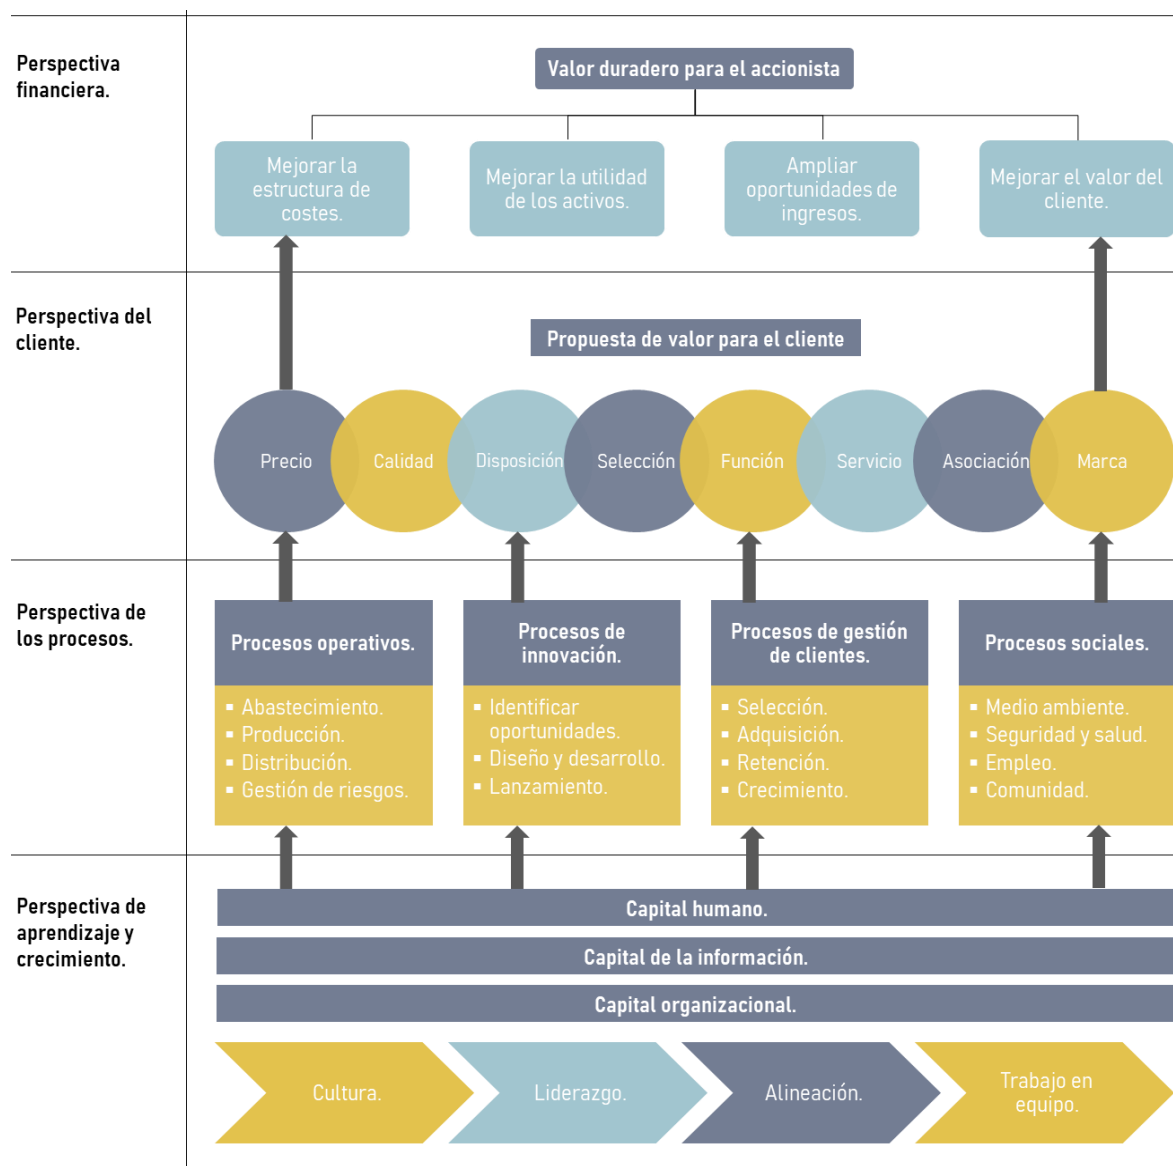 Perspectiva
financiera.
Valor duradero para el accionista
Mejorar la
estructura de
costes.
Mejorar la utilidad
de los activos.
Ampliar
oportunidades de
ingresos.
Mejorar el valor del
cliente.
Perspectiva del
cliente.
Propuesta de valor para el cliente
Precio
Calidad
Disposición
Selección
Función
Servicio
Asociación
Marca
Perspectiva de
los procesos.
Procesos operativos.
▪ Abastecimiento.
▪ Producción.
▪ Distribución.
▪ Gestión de riesgos.
Procesos de
innovación.
▪ Identificar
oportunidades.
▪ Diseño y desarrollo.
▪ Lanzamiento.
Procesos de gestión
de clientes.
▪ Selección.
▪ Adquisición.
▪ Retención.
▪ Crecimiento.
Procesos sociales.
▪ Medio ambiente.
▪ Seguridad y salud.
▪ Empleo.
▪ Comunidad.
Perspectiva de
aprendizaje y
crecimiento.
Capital humano.
Capital de la información.
Capital organizacional.
Cultura.
Liderazgo.
Alineación.
Trabajo en
equipo.